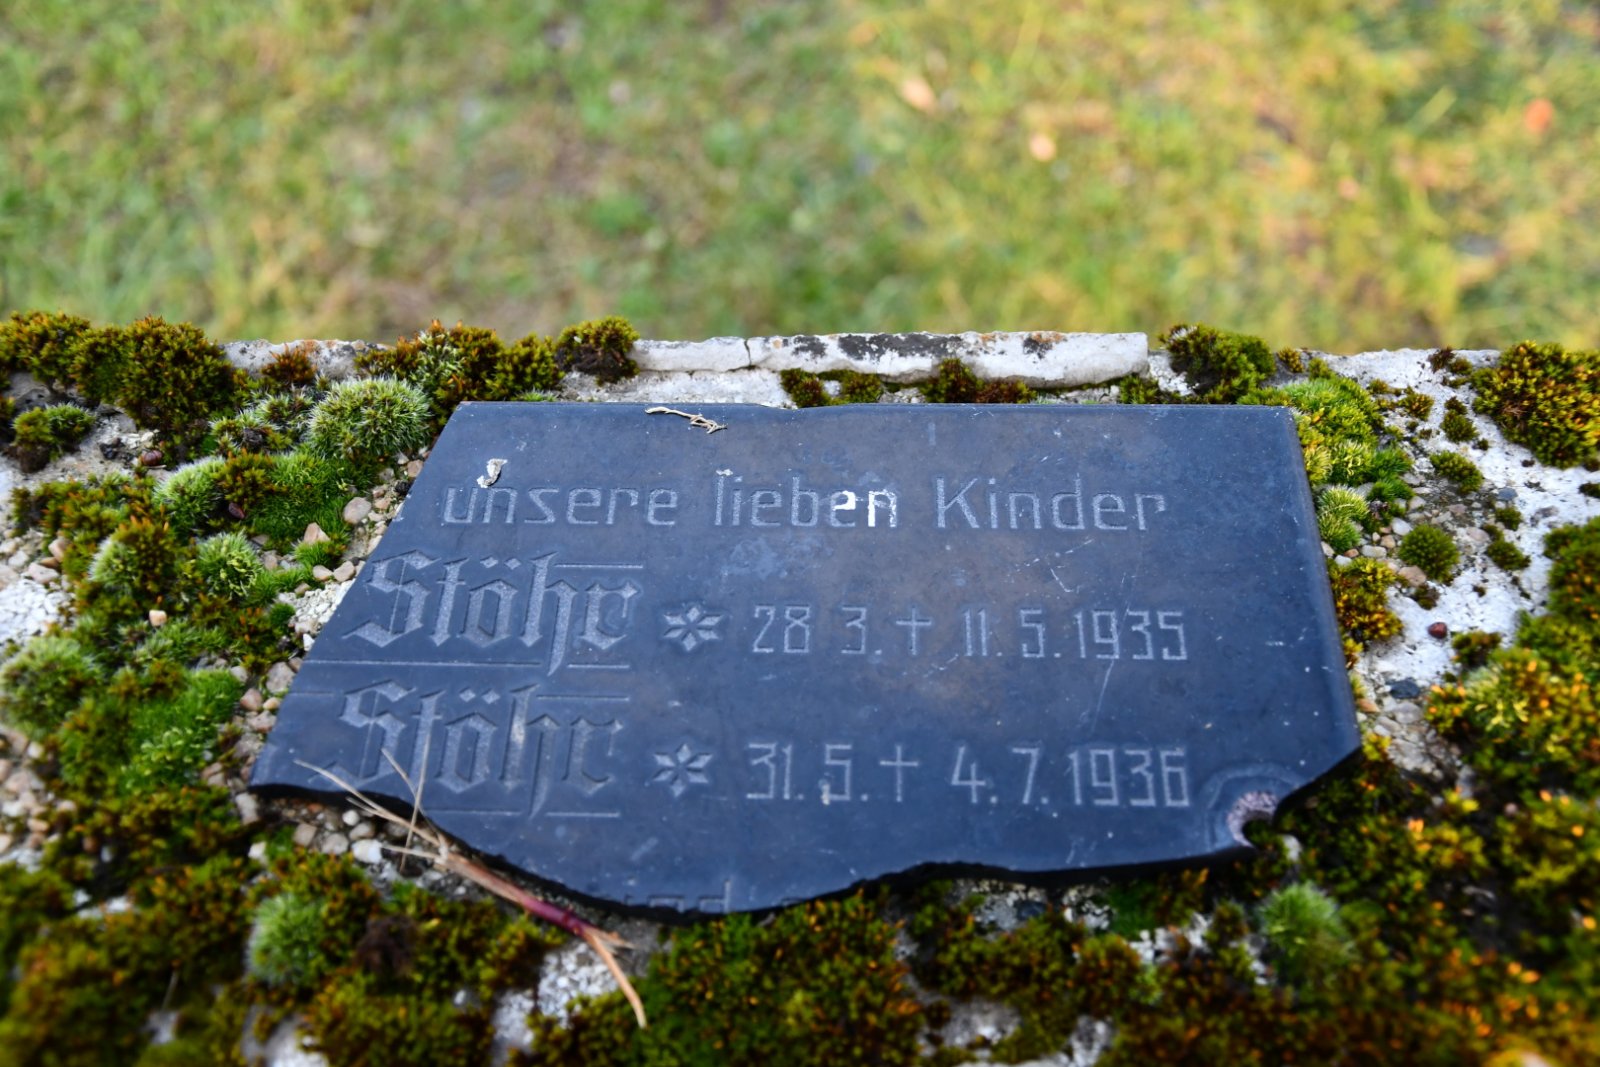 unsere lieben Kinder
Stöhr * 28 3. † 11. 5. 1935
Stöhr * 31. 5. † 4. 7. 1936